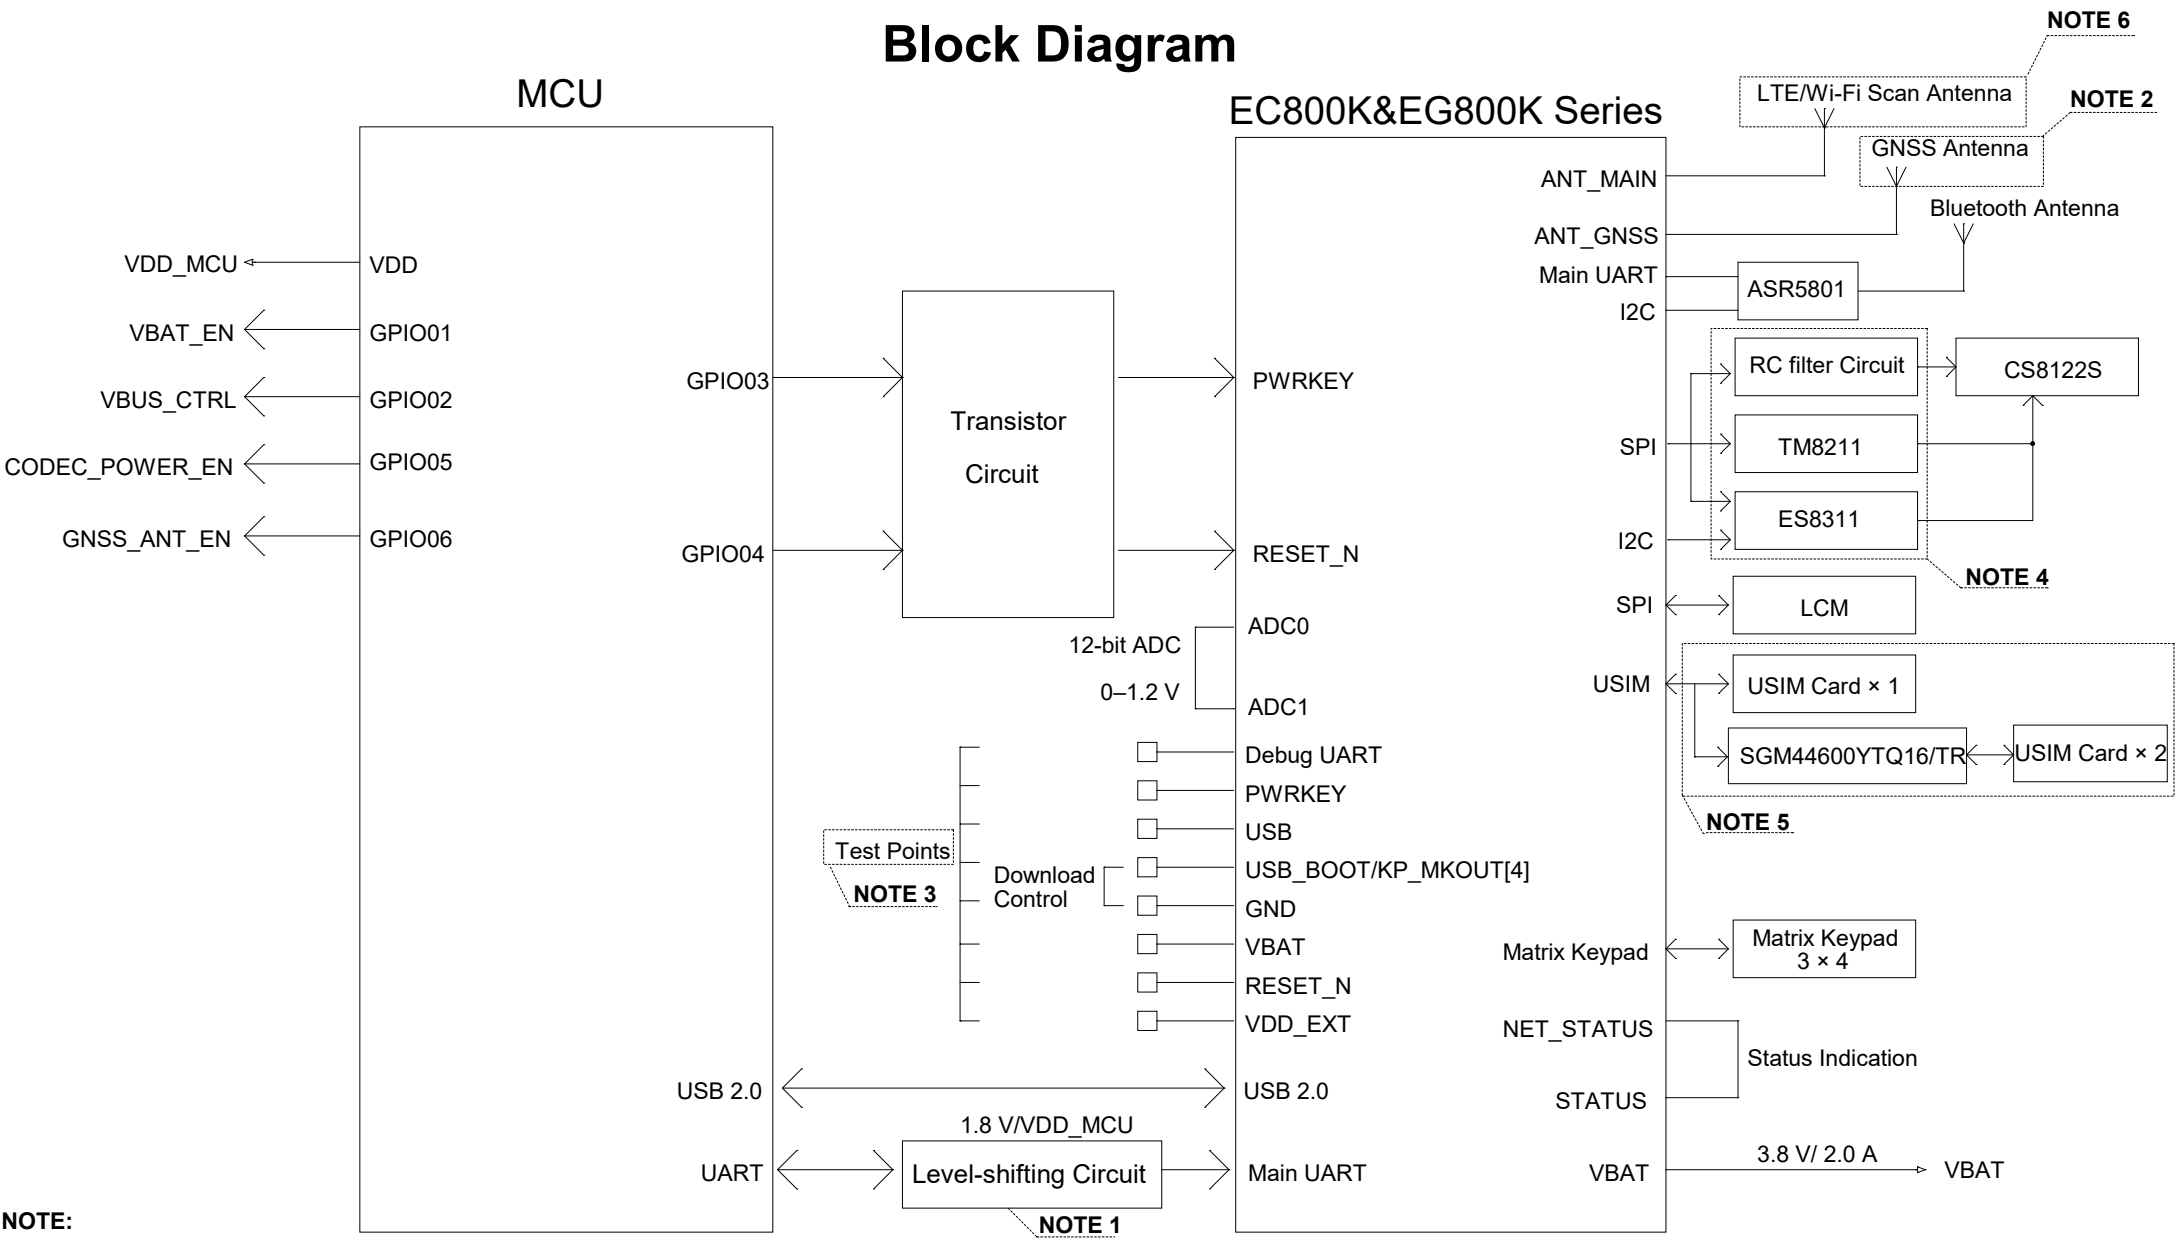 Block Diagram
NOTE 6
MCU
EC800K&EG800K Series
LTE/Wi-Fi Scan Antenna
NOTE 2
GNSS Antenna
ANT_MAIN
Bluetooth Antenna
ANT_GNSS
VDD_MCU
VDD
Main UART
ASR5801
I2C
VBAT_EN
GPIO01
RC filter Circuit
CS8122S
GPIO03
PWRKEY
VBUS_CTRL
GPIO02
Transistor
Circuit
SPI
TM8211
CODEC_POWER_EN
GPIO05
ES8311
GNSS_ANT_EN
GPIO06
GPIO04
RESET_N
I2C
NOTE 4
SPI
LCM
12-bit ADC
0–1.2 V
ADC0
ADC1
USIM
USIM Card × 1
SGM44600YTQ16/TR
USIM Card × 2
NOTE 5
Debug UART
PWRKEY
USB
Test Points
NOTE 3
Download
Control
USB_BOOT/KP_MKOUT[4]
GND
VBAT
RESET_N
VDD_EXT
Matrix Keypad
Matrix Keypad
3 × 4
NET_STATUS
Status Indication
STATUS
USB 2.0
USB 2.0
1.8 V/VDD_MCU
UART
Level-shifting Circuit
Main UART
VBAT
3.8 V/ 2.0 A
VBAT
NOTE 1
NOTE: